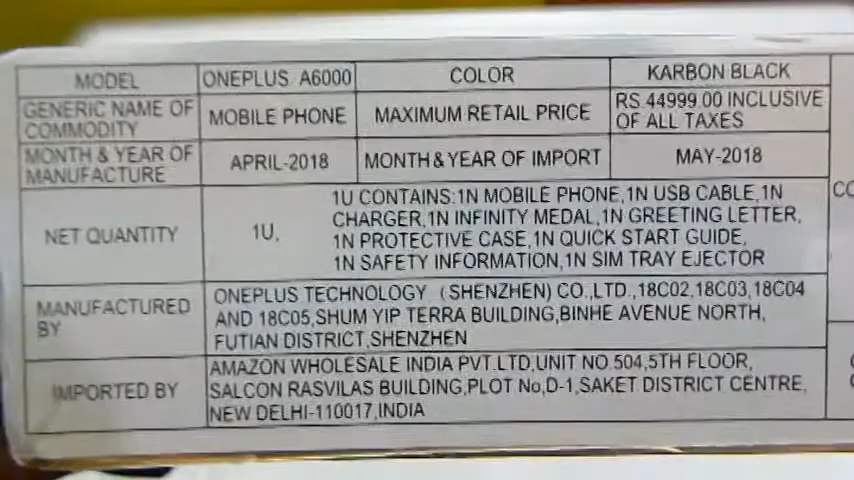 MODEL ONEPLUS A6000 COLOR KARBON BLACK
GENERIC NAME OF COMMODITY MOBILE PHONE MAXIMUM RETAIL PRICE RS.44999.00 INCLUSIVE OF ALL TAXES
MONTH & YEAR OF MANUFACTURE APRIL-2018 MONTH&YEAR OF IMPORT MAY-2018
NET QUANTITY 1U, 1U CONTAINS:1N MOBILE PHONE,1N USB CABLE,1N
CHARGER,1N INFINITY MEDAL,1N GREETING LETTER,
1N PROTECTIVE CASE,1N QUICK START GUIDE,
1N SAFETY INFORMATION,1N SIM TRAY EJECTOR
MANUFACTURED BY
ONEPLUS TECHNOLOGY (SHENZHEN) CO.,LTD.,18C02,18C03,18C04
AND 18C05,SHUM YIP TERRA BUILDING,BINHE AVENUE NORTH,
FUTIAN DISTRICT,SHENZHEN
IMPORTED BY
AMAZON WHOLESALE INDIA PVT.LTD,UNIT NO.504,5TH FLOOR,
SALCON RASVILAS BUILDING,PLOT No,D-1,SAKET DISTRICT CENTRE,
NEW DELHI-110017,INDIA